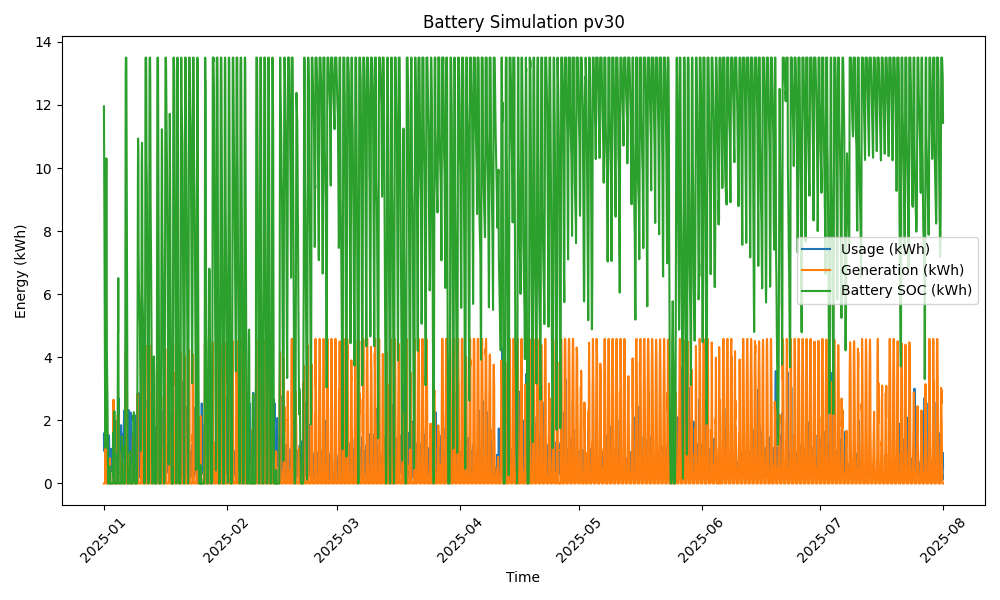 Battery Simulation pv30
Energy (kWh)
14
12
10
8
6
4
2
0
Usage (kWh)
Generation (kWh)
Battery SOC (kWh)
2025-01
2025-02
2025-03
2025-04
2025-05
2025-06
2025-07
2025-08
Time